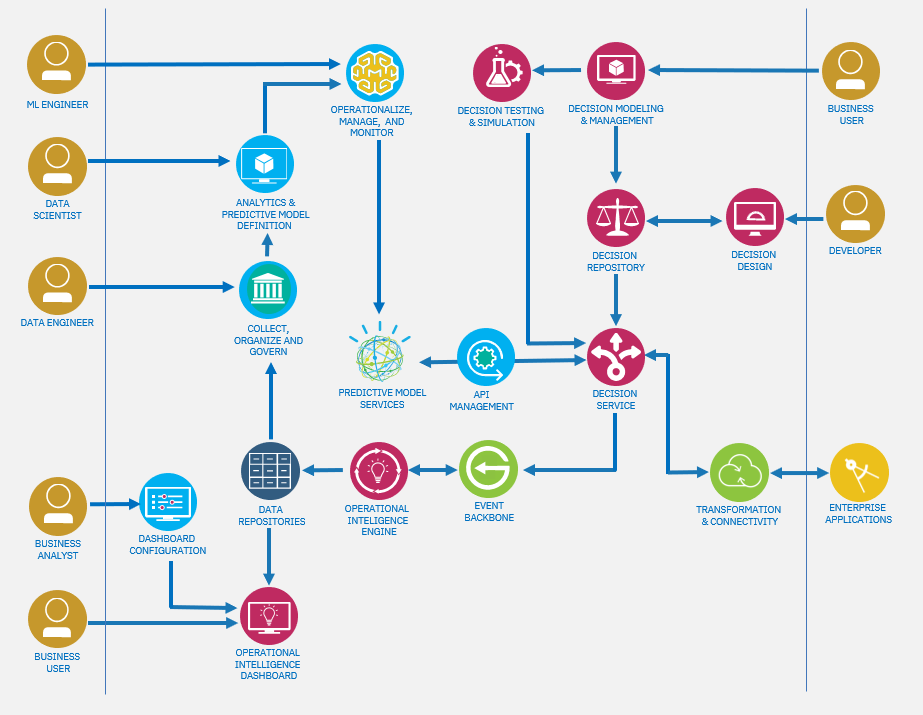 ML ENGINEER
OPERATIONALIZE,
MANAGE, AND
MONITOR
DECISION TESTING
& SIMULATION
DECISION MODELING
& MANAGEMENT
BUSINESS
USER
DATA
SCIENTIST
ANALYTICS &
PREDICTIVE MODEL
DEFINITION
DECISION
REPOSITORY
DECISION
DESIGN
DEVELOPER
DATA ENGINEER
COLLECT,
ORGANIZE AND
GOVERN
PREDICTIVE MODEL
SERVICES
API
MANAGEMENT
DECISION
SERVICE
DATA
REPOSITORIES
OPERATIONAL
INTELIGENCE
ENGINE
EVENT
BACKBONE
TRANSFORMATION
& CONNECTIVITY
ENTERPRISE
APPLICATIONS
BUSINESS
ANALYST
DASHBOARD
CONFIGURATION
BUSINESS
USER
OPERATIONAL
INTELLIGENCE
DASHBOARD